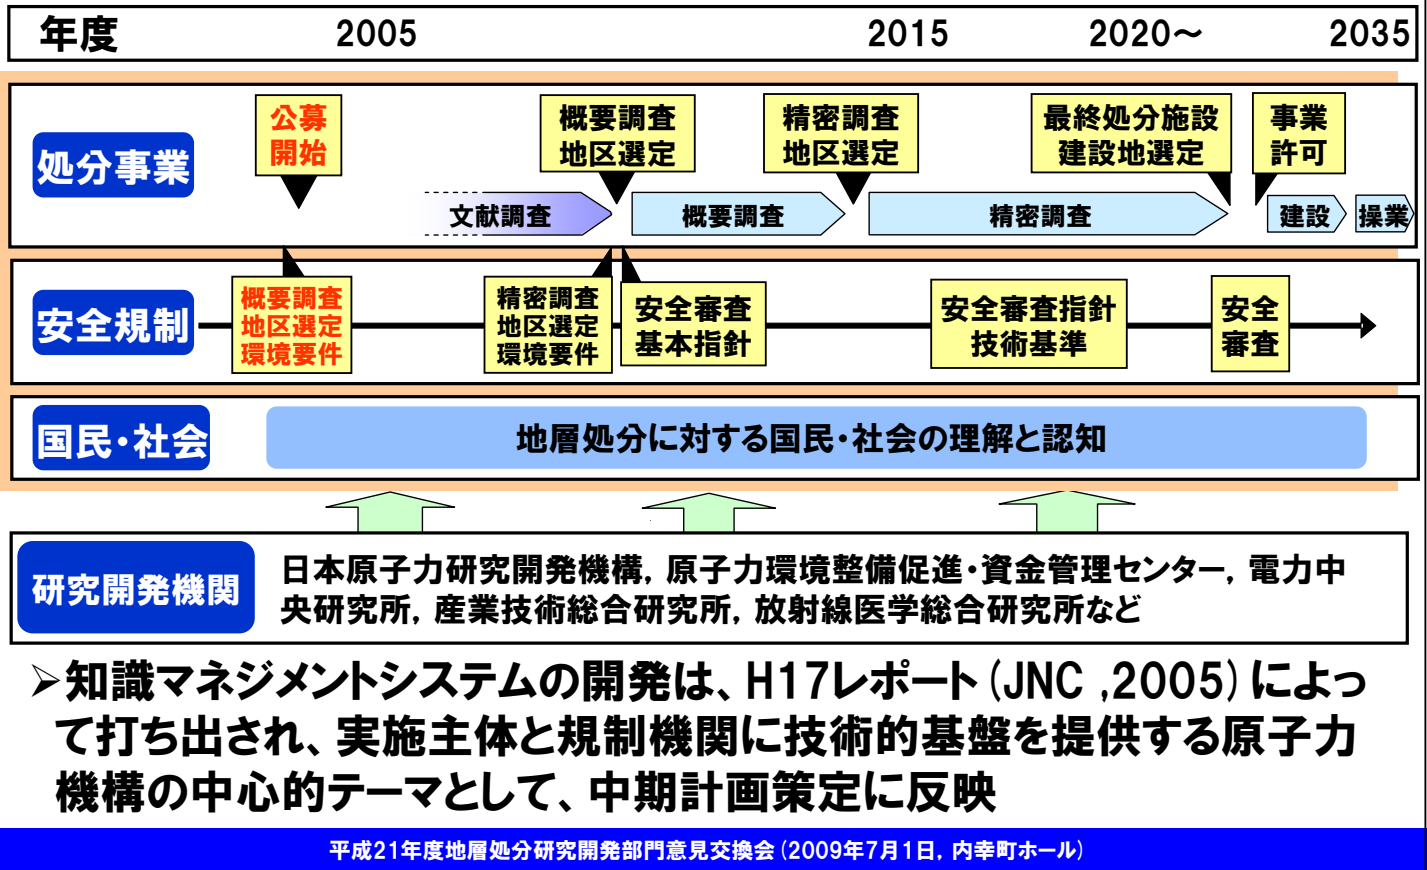 年度 2005 2015 2020～ 2035
処分事業
公募
開始
概要調査
地区選定
精密調査
地区選定
最終処分施設
建設地選定
事業
許可
文献調査
概要調査
精密調査
建設
操業
安全規制
概要調査
地区選定
環境要件
精密調査
地区選定
環境要件
安全審査
基本指針
安全審査指針
技術基準
安全
審査
国民・社会
地層処分に対する国民・社会の理解と認知
研究開発機関
日本原子力研究開発機構, 原子力環境整備促進・資金管理センター, 電力中
央研究所, 産業技術総合研究所, 放射線医学総合研究所など
➢知識マネジメントシステムの開発は、H17レポート(JNC ,2005)によっ
て打ち出され、実施主体と規制機関に技術的基盤を提供する原子力
機構の中心的テーマとして、中期計画策定に反映
平成21年度地層処分研究開発部門意見交換会(2009年7月1日, 内幸町ホール)